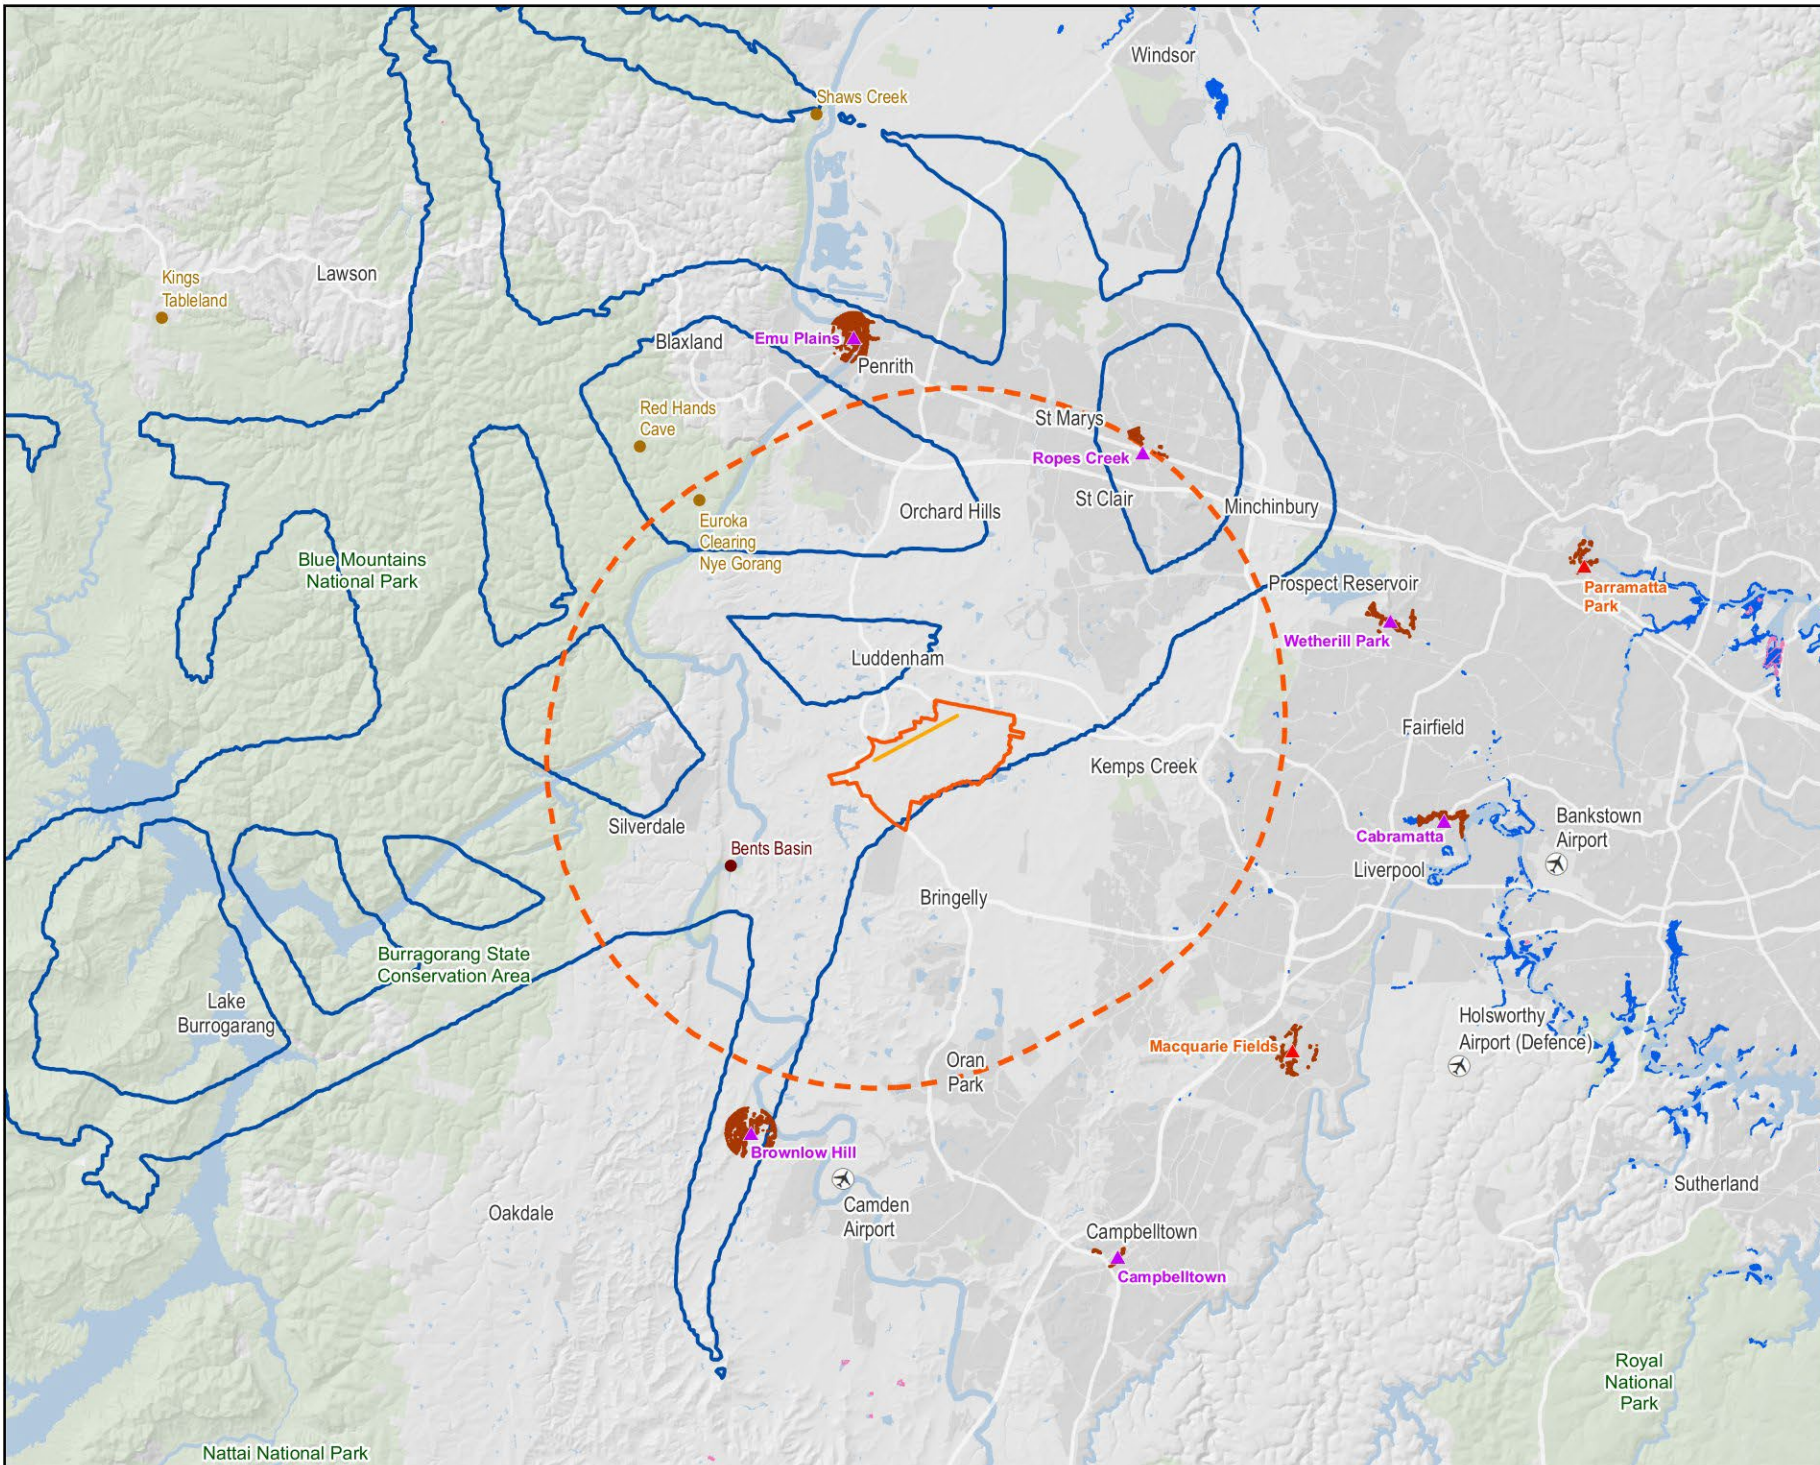 Windsor
Shaws Creek
Kings
Tableland
Lawson
Blaxland
Emu Plains
Penrith
Red Hands
Cave
St Marys
Ropes Creek
St Clair
Orchard Hills
Minchinbury
Euroka
Clearing
Nye Gorang
Blue Mountains
National Park
Prospect Reservoir
Parramatta
Park
Wetherill Park
Luddenham
Fairfield
Kemps Creek
Silverdale
Bents Basin
Bankstown
Airport
Cabramatta
Liverpool
Bringelly
Burragorang State
Conservation Area
Lake
Burrogarang
Holsworthy
Airport (Defence)
Macquarie Fields
Oran
Park
Brownlow Hill
Camden
Airport
Oakdale
Sutherland
Campbelltown
Campbelltown
Royal
National
Park
Nattai National Park